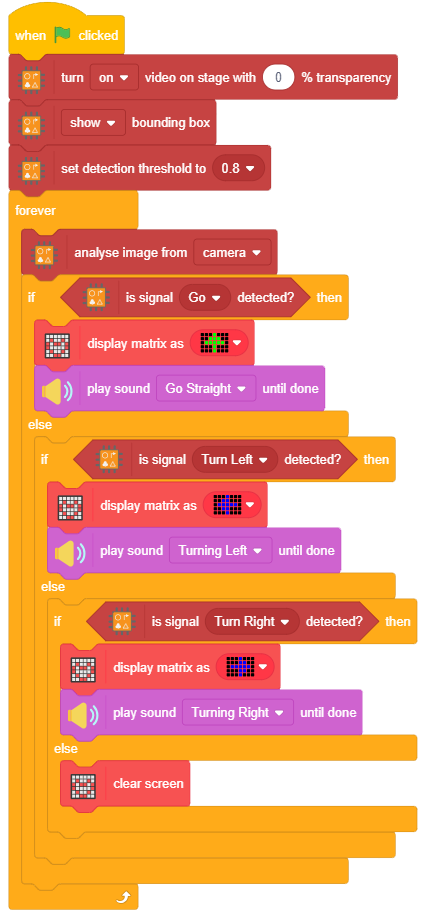 when clicked
turn on video on stage with 0 % transparency
show bounding box
set detection threshold to 0.8
forever
analyse image from camera
if is signal Go detected? then
display matrix as
play sound Go Straight until done
else
if is signal Turn Left detected? then
display matrix as
play sound Turning Left until done
else
if is signal Turn Right detected? then
display matrix as
play sound Turning Right until done
else
clear screen